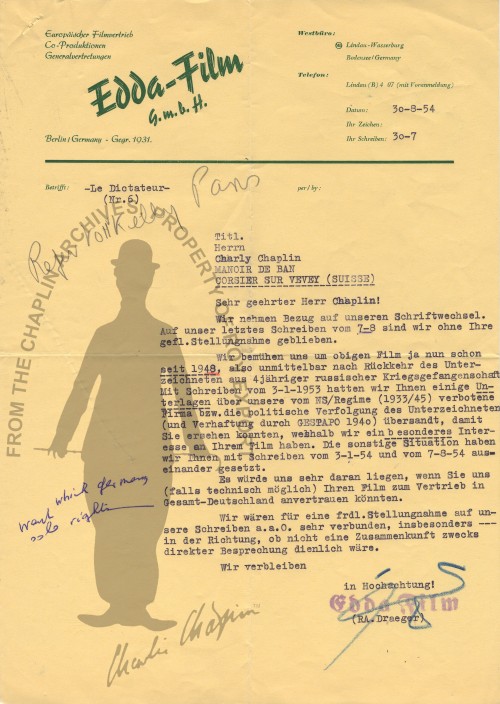 Europäischer Filmvertrieb
Co-Produktionen
Generalvertretungen
Edda-Film
G.m.b.H.
Berlin/Germany - Gegr. 1931.
Westbüro:
Lindau-Wasserburg
Bodensee/Germany
Telefon:
Lindau (B) 4 07 (mit Voranmeldung)
Datum: 30-8-54
Ihr Zeichen:
Ihr Schreiben: 30-7
Betrifft: -Le Dictateur-
(Nr.6)
per/by:
Paris
Titl.
Herrn
Charly Chaplin
MANOIR DE BAN
CORSIER SUR VEVEY (SUISSE)
Sehr geehrter Herr Chaplin!
Wir nehmen Bezug auf unseren Schriftwechsel.
Auf unser letztes Schreiben vom 7-8 sind wir ohne Ihre
gefl.Stellungnahme geblieben.
Wir bemühen uns um obigen Film ja nun schon
seit 1948, also unmittelbar nach Rückkehr des Unter-
zeichneten aus 4jähriger russischer Kriegsgefangenschaft
Mit Schreiben vom 3-1-1953 hatten wir Ihnen einige Un-
terlagen über unsere vom NS/Regime (1933/45) verbotene
Firma bzw.die politische Verfolgung des Unterzeichneten
(und Verhaftung durch GESTAPO 1940) übersandt, damit
Sie ersehen konnten, weshalb wir ein besonderes Inter-
esse an Ihrem Film haben. Die sonstige Situation haben
wir Ihnen mit Schreiben vom 3-1-54 und vom 7-8-54 aus-
einander gesetzt.
Es würde uns sehr daran liegen, wenn Sie uns
(falls technisch möglich) Ihren Film zum Vertrieb in
Gesamt-Deutschland anvertrauen könnten.
Wir wären für eine frdl.Stellungnahme auf un-
sere Schreiben a.a.O. sehr verbunden, insbesonders ----
in der Richtung, ob nicht eine Zusammenkunft zwecks
direkter Besprechung dienlich wäre.
Wir verbleiben
in Hochachtung!
Edda Film
(RA.Draeger)
want which germany
sole rights
FROM THE CHAPLIN ARCHIVES, PROPERTY OF
Charlie Chaplin